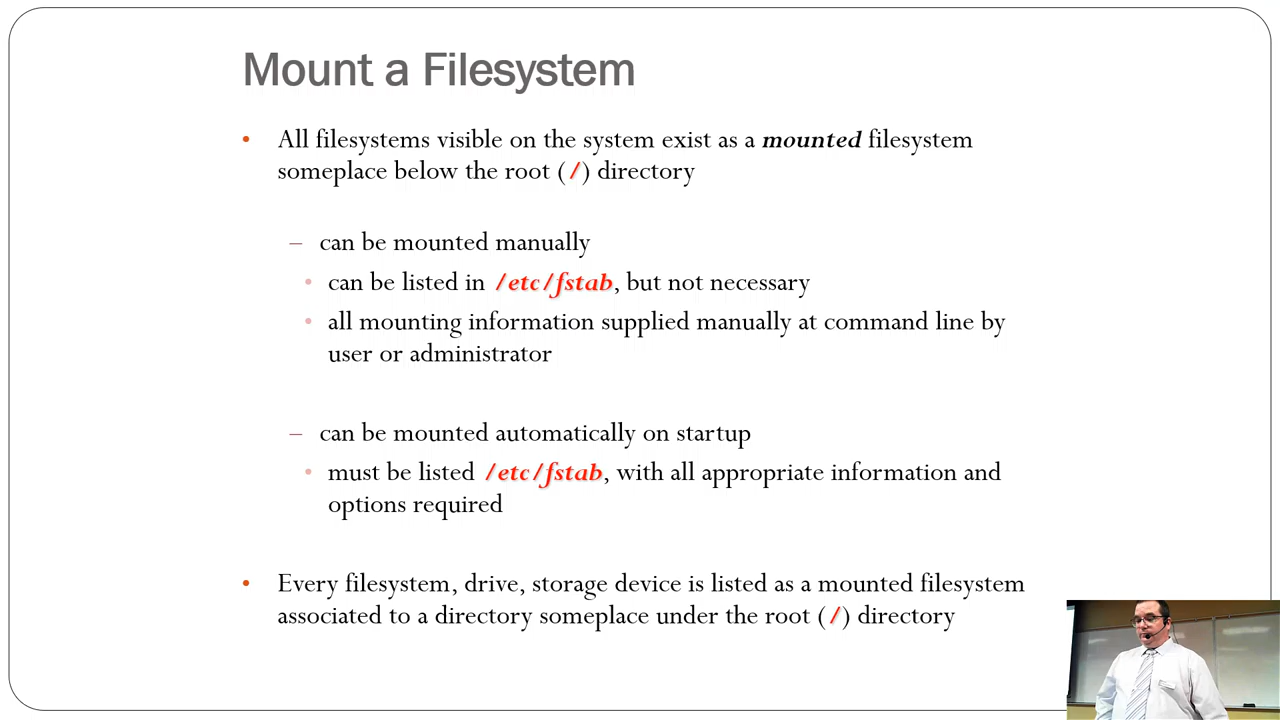 Mount a Filesystem
• All filesystems visible on the system exist as a mounted filesystem
someplace below the root (/) directory
– can be mounted manually
• can be listed in /etc/fstab, but not necessary
• all mounting information supplied manually at command line by
user or administrator
– can be mounted automatically on startup
• must be listed /etc/fstab, with all appropriate information and
options required
• Every filesystem, drive, storage device is listed as a mounted filesystem
associated to a directory someplace under the root (/) directory